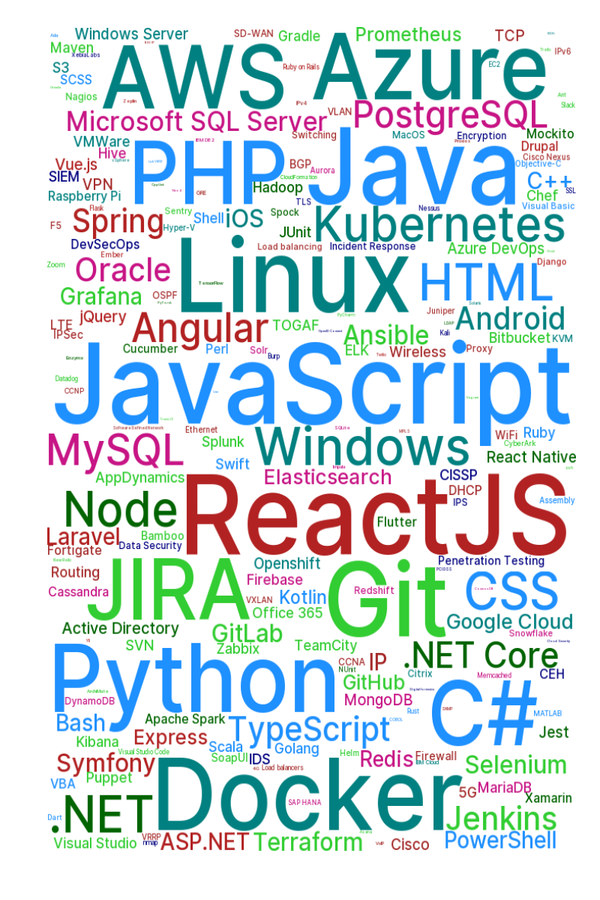 Windows Server
SD-WAN
Gradle
Prometheus
TCP
IPv6
Maven
AWS
Azure
EC2
S3
SCSS
Ruby on Rails
Nagios
IPv4
VLAN
PostgreSQL
Slack
Microsoft SQL Server
Switching
MacOS
Encryption
Mockito
VMWare
Drupal
Hive
PHP
Java
Cisco Nexus
Vue.js
BGP
Aurora
Objective-C
SIEM
VPN
CloudFormation
C++
SSL
Hadoop
Raspberry Pi
TLS
Chef
Visual Basic
Flask
Sentry
Shell
iOS
Spock
Nessus
Kubernetes
Spring
F5
Hyper-V
JUnit
DevSecOps
Load balancing
Incident Response
Azure DevOps
Ember
Linux
Django
Zoom
Oracle
HTML
Grafana
OSPF
jQuery
Juniper
Android
LTE
Angular
TOGAF
Ansible
Kali
Bitbucket
KVM
IPSec
Cucumber
Perl
Solr
Burp
ELK
Wireless
Proxy
Datadog
JavaScript
CCNP
Ethernet
MySQL
Splunk
Windows
WiFi
Ruby
CyberArk
React Native
Swift
AppDynamics
Elasticsearch
CISSP
DHCP
IPS
Assembly
Node
ReactJS
Flutter
Laravel
Bamboo
Fortigate
Data Security
Penetration Testing
Openshift
Routing
JIRA
Firebase
Git
CSS
Cassandra
Kotlin
Redshift
VXLAN
Office 365
Google Cloud
Active Directory
GitLab
Snowflake
SVN
Zabbix
TeamCity
.NET Core
Python
CCNA
IP
NUnit
Citrix
Memcached
CEH
GitHub
DynamoDB
MongoDB
C#
Rust
MATLAB
Bash
Apache Spark
TypeScript
Jest
Kibana
Express
Scala
Golang
Visual Studio Code
Symfony
SoapUI
IDS
Helm
Redis
Firewall
Selenium
Load balancers
VBA
Puppet
Docker
5G
MariaDB
Xamarin
SAP HANA
Dart
.NET
Jenkins
VRRP
nmap
Visual Studio
ASP.NET
Terraform
Cisco
PowerShell